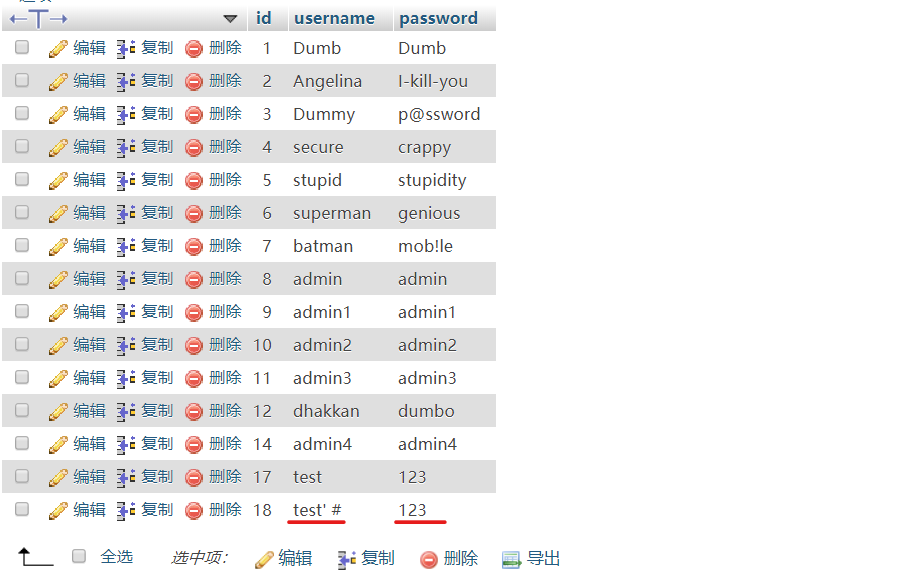 id username password
编辑 复制 删除 1 Dumb Dumb
编辑 复制 删除 2 Angelina I-kill-you
编辑 复制 删除 3 Dummy p@ssword
编辑 复制 删除 4 secure crappy
编辑 复制 删除 5 stupid stupidity
编辑 复制 删除 6 superman genious
编辑 复制 删除 7 batman mob!le
编辑 复制 删除 8 admin admin
编辑 复制 删除 9 admin1 admin1
编辑 复制 删除 10 admin2 admin2
编辑 复制 删除 11 admin3 admin3
编辑 复制 删除 12 dhakkan dumbo
编辑 复制 删除 14 admin4 admin4
编辑 复制 删除 17 test 123
编辑 复制 删除 18 test' # 123
全选 选中项: 编辑 复制 删除 导出